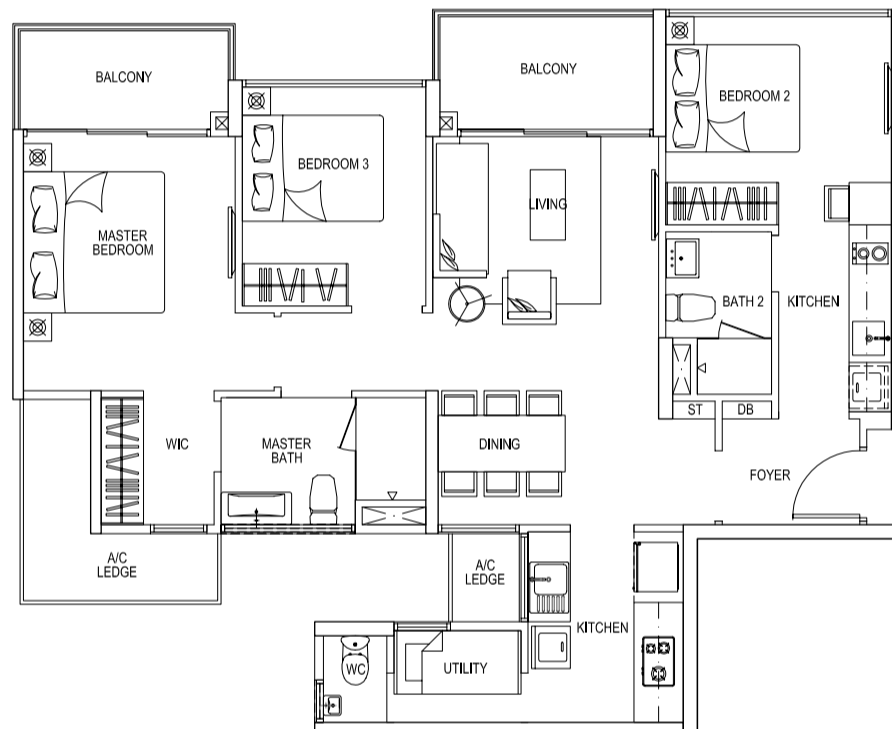 BALCONY
BALCONY
BEDROOM 2
BEDROOM 3
MASTER
BEDROOM
LIVING
BATH 2
KITCHEN
ST
DB
WIC
MASTER
BATH
DINING
FOYER
A/C
LEDGE
A/C
LEDGE
KITCHEN
WC
UTILITY